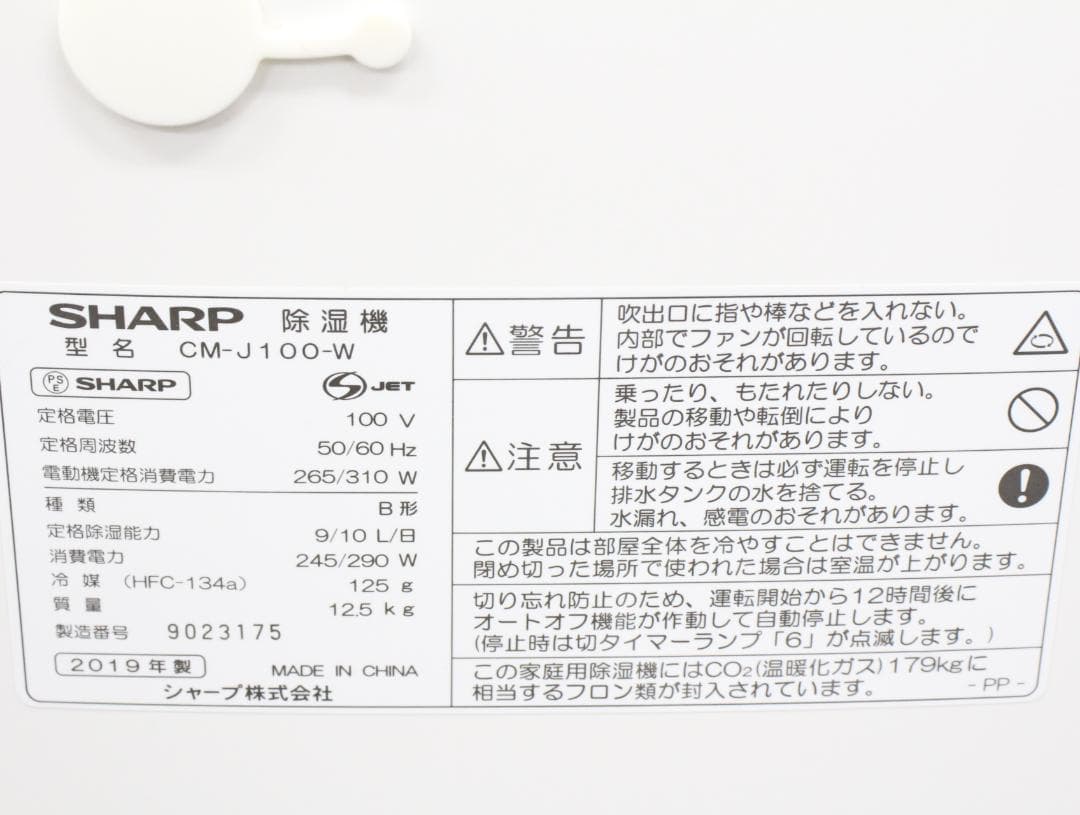 SHARP 除湿機
型名 CM-J100-W
PS E SHARP S JET
定格電圧 100 V
定格周波数 50/60 Hz
電動機定格消費電力 265/310 W
種類 B形
定格除湿能力 9/10 L/日
消費電力 245/290 W
冷媒 (HFC-134a) 125 g
質量 12.5 kg
製造番号 9023175
2019年製 MADE IN CHINA
シャープ株式会社
⚠警告
吹出口に指や棒などを入れない。
内部でファンが回転しているので
けがのおそれがあります。
⚠注意
乗ったり、もたれたりしない。
製品の移動や転倒により
けがのおそれがあります。
移動するときは必ず運転を停止し
排水タンクの水を捨てる。
水漏れ、感電のおそれがあります。
この製品は部屋全体を冷やすことはできません。
閉め切った場所で使われた場合は室温が上がります。
切り忘れ防止のため、運転開始から12時間後に
オートオフ機能が作動して自動停止します。
(停止時は切タイマーランプ「6」が点滅します。)
この家庭用除湿機にはCO₂(温暖化ガス)179kgに
相当するフロン類が封入されています。 -PP-